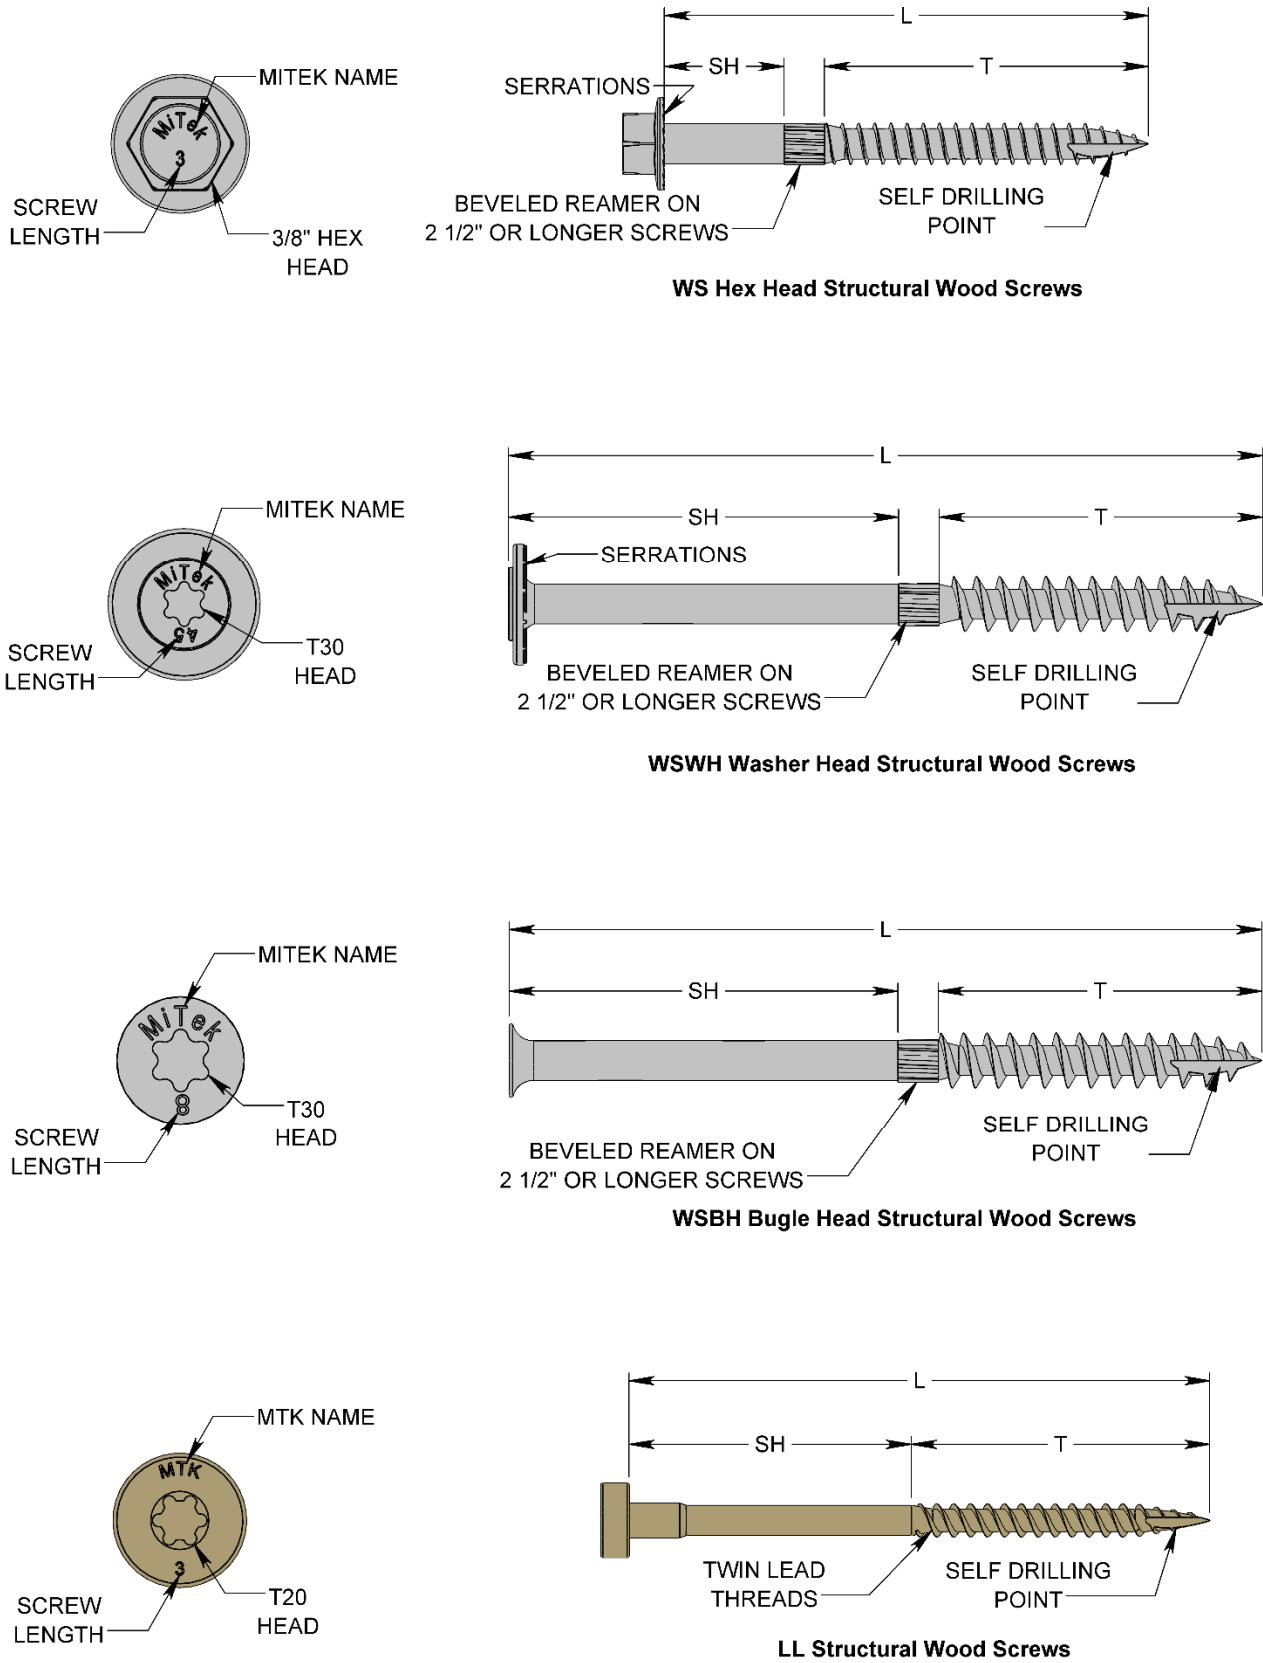 L
SH
T
MITEK NAME
SERRATIONS
MiTek
3
SCREW
LENGTH
3/8" HEX
HEAD
BEVELED REAMER ON
2 1/2" OR LONGER SCREWS
SELF DRILLING
POINT
WS Hex Head Structural Wood Screws
L
MITEK NAME
SH
T
SERRATIONS
MiTek
4.5
SCREW
LENGTH
T30
HEAD
BEVELED REAMER ON
2 1/2" OR LONGER SCREWS
SELF DRILLING
POINT
WSWH Washer Head Structural Wood Screws
L
MITEK NAME
SH
T
MiTek
8
SCREW
LENGTH
T30
HEAD
BEVELED REAMER ON
2 1/2" OR LONGER SCREWS
SELF DRILLING
POINT
WSBH Bugle Head Structural Wood Screws
L
MTK NAME
SH
T
MTK
3
SCREW
LENGTH
T20
HEAD
TWIN LEAD
THREADS
SELF DRILLING
POINT
LL Structural Wood Screws